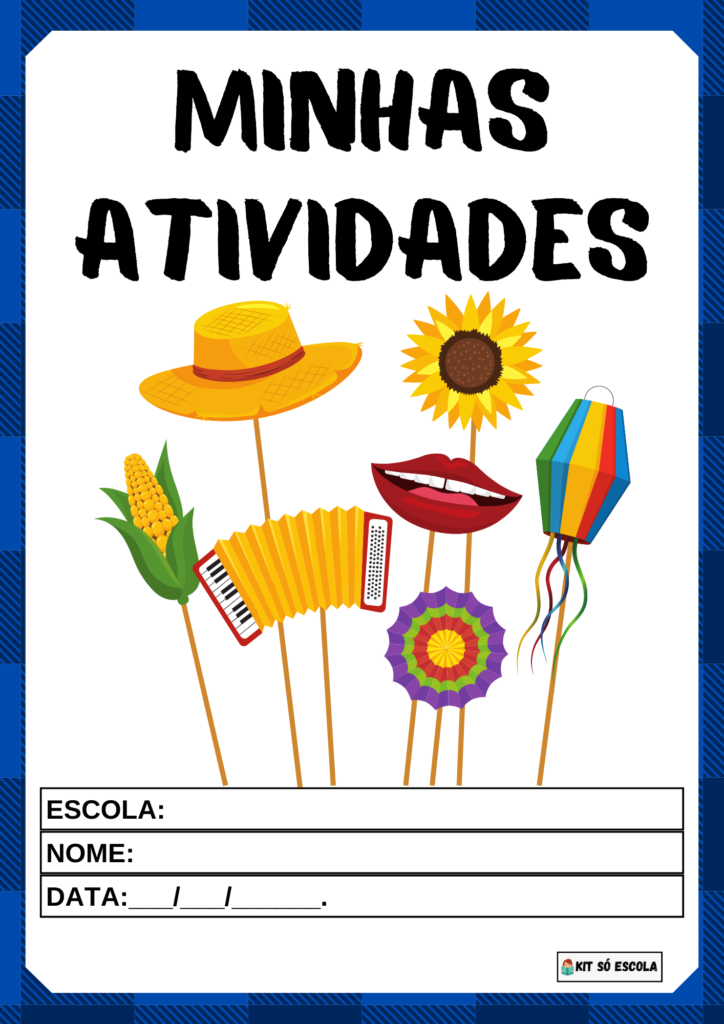 MINHAS
ATIVIDADES
ESCOLA:
NOME:
DATA:___/___/______.
KIT SÓ ESCOLA